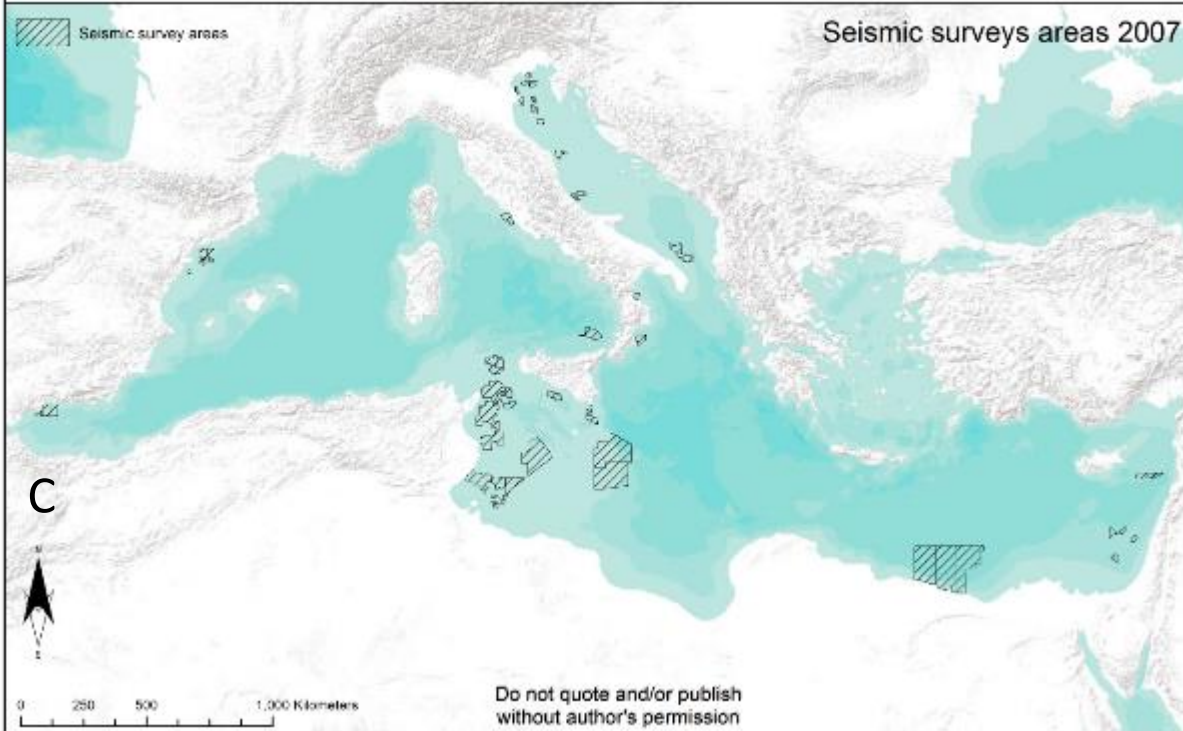 Seismic survey areas
Seismic surveys areas 2007
C
0 250 500 1,000 Kilometers
Do not quote and/or publish
without author's permission